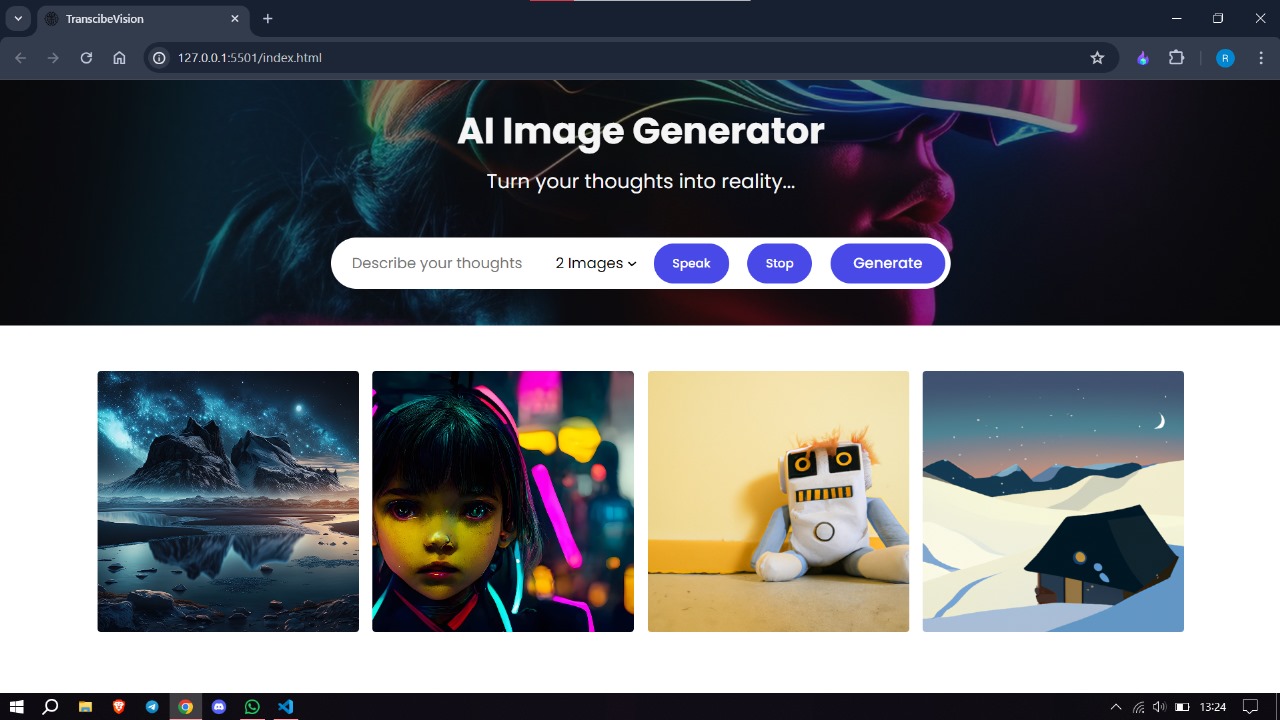 TranscibeVision
127.0.0.1:5501/index.html
R
AI Image Generator
Turn your thoughts into reality...
Describe your thoughts
2 Images
Speak
Stop
Generate
13:24